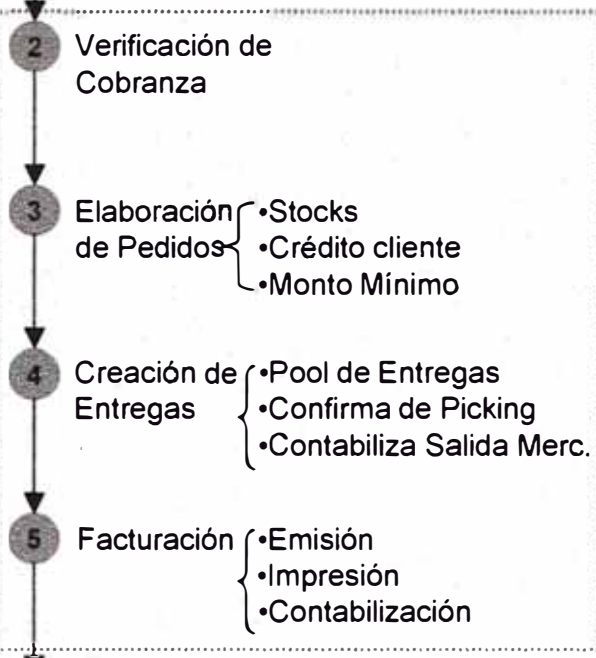 2 Verificación de
Cobranza
3 Elaboración •Stocks
de Pedidos •Crédito cliente
•Monto Mínimo
4 Creación de •Pool de Entregas
Entregas •Confirma de Picking
•Contabiliza Salida Merc.
5 Facturación •Emisión
•Impresión
•Contabilización